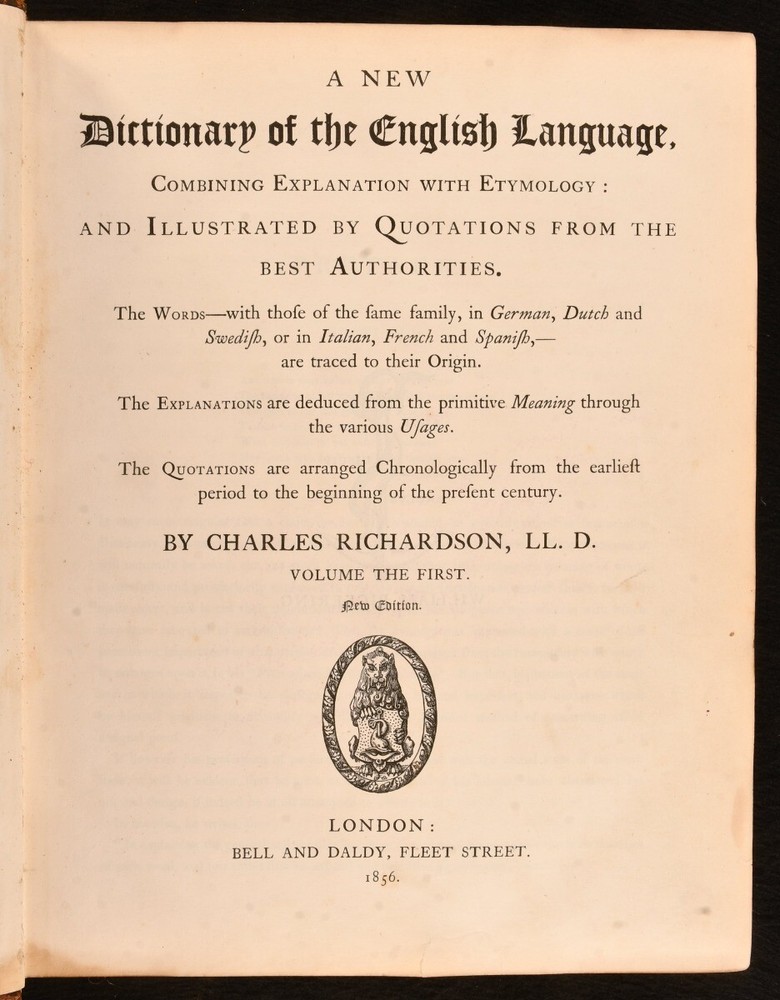 A NEW
Dictionary of the English Language,
COMBINING EXPLANATION WITH ETYMOLOGY :
AND ILLUSTRATED BY QUOTATIONS FROM THE
BEST AUTHORITIES.
The WORDS—with thoſe of the ſame family, in German, Dutch and
Swediſh, or in Italian, French and Spaniſh,—
are traced to their Origin.
The EXPLANATIONS are deduced from the primitive Meaning through
the various Uſages.
The QUOTATIONS are arranged Chronologically from the earlieſt
period to the beginning of the preſent century.
BY CHARLES RICHARDSON, LL. D.
VOLUME THE FIRST.
New Edition.
LONDON :
BELL AND DALDY, FLEET STREET.
1856.